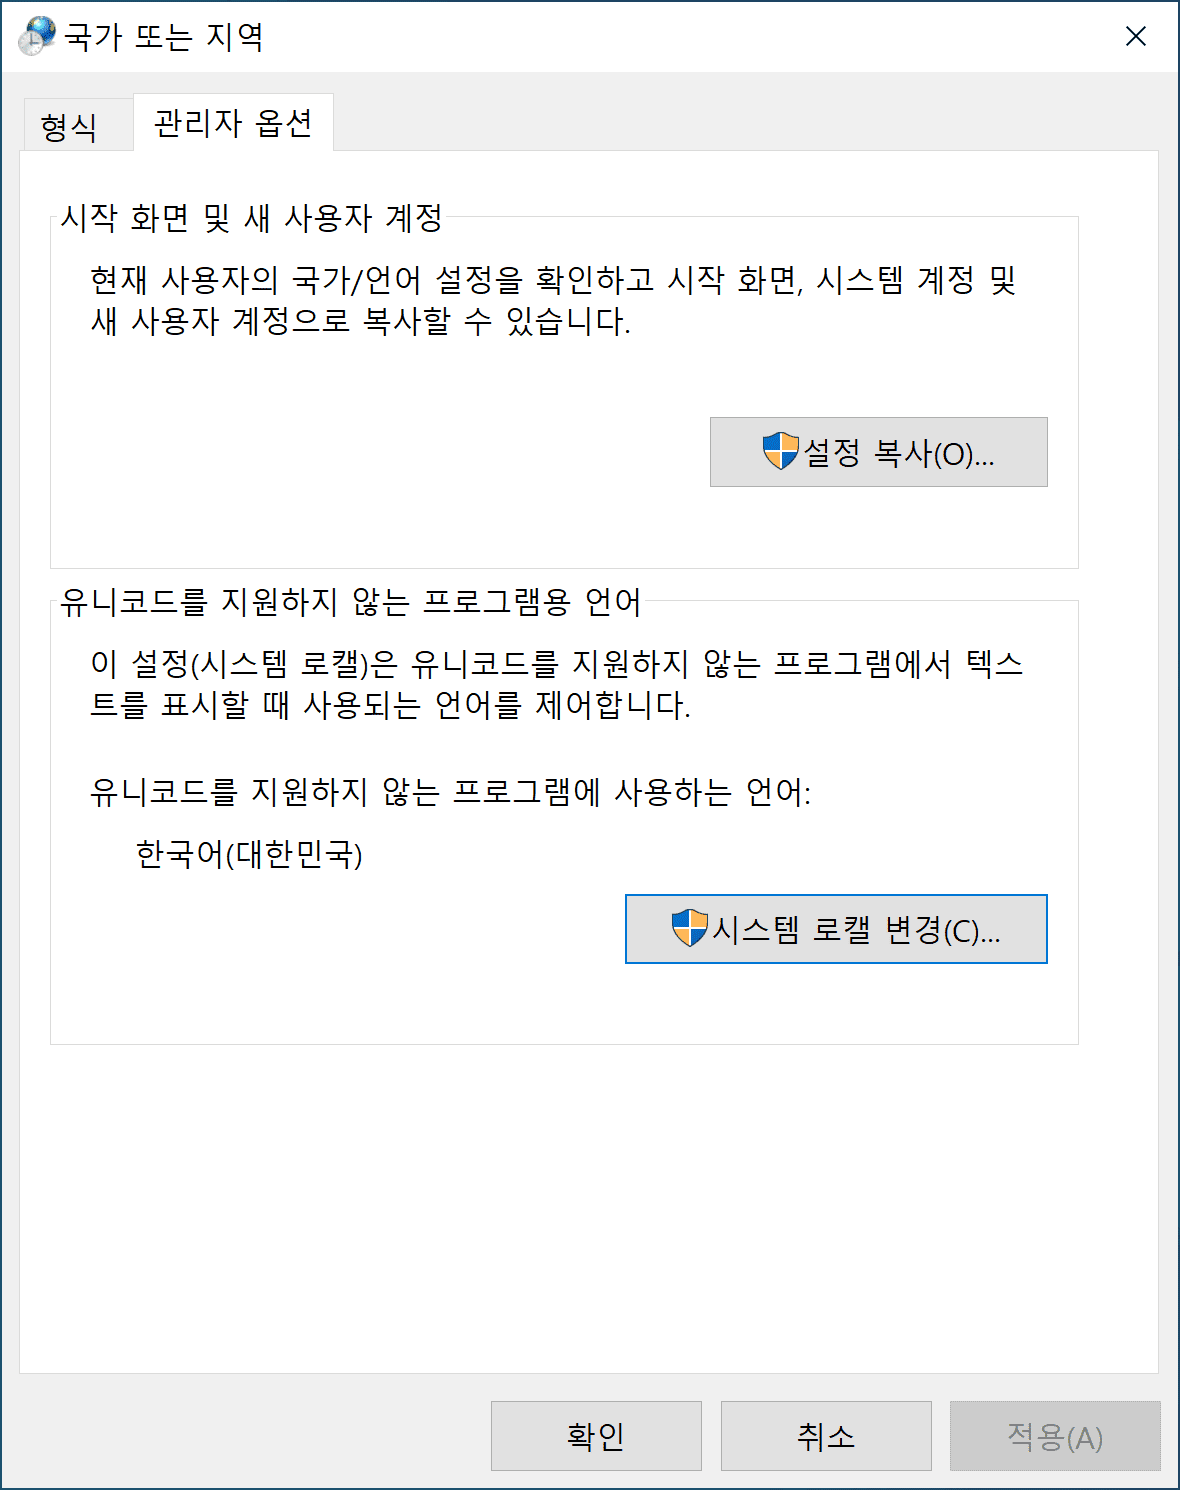 국가 또는 지역
형식
관리자 옵션
시작 화면 및 새 사용자 계정
현재 사용자의 국가/언어 설정을 확인하고 시작 화면, 시스템 계정 및
새 사용자 계정으로 복사할 수 있습니다.
설정 복사(O)...
유니코드를 지원하지 않는 프로그램용 언어
이 설정(시스템 로캘)은 유니코드를 지원하지 않는 프로그램에서 텍스
트를 표시할 때 사용되는 언어를 제어합니다.
유니코드를 지원하지 않는 프로그램에 사용하는 언어:
한국어(대한민국)
시스템 로캘 변경(C)...
확인
취소
적용(A)